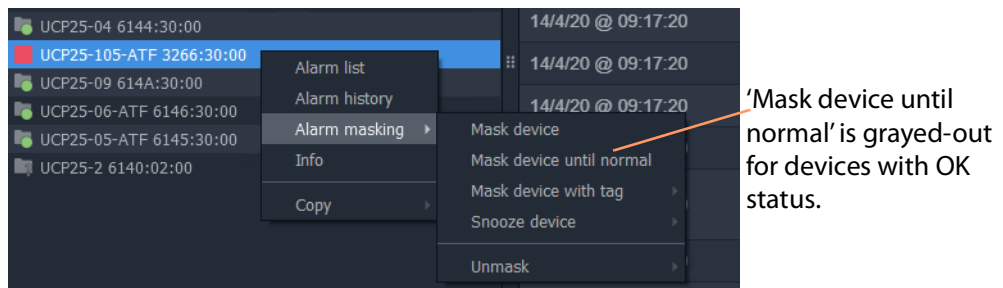 UCP25-04 6144:30:00
UCP25-105-ATF 3266:30:00
UCP25-09 614A:30:00
UCP25-06-ATF 6146:30:00
UCP25-05-ATF 6145:30:00
UCP25-2 6140:02:00
Alarm list
Alarm history
Alarm masking
Info
Copy
Mask device
Mask device until normal
Mask device with tag
Snooze device
Unmask
14/4/20 @ 09:17:20
14/4/20 @ 09:17:20
14/4/20 @ 09:17:20
‘Mask device until
normal’ is grayed-out
for devices with OK
status.